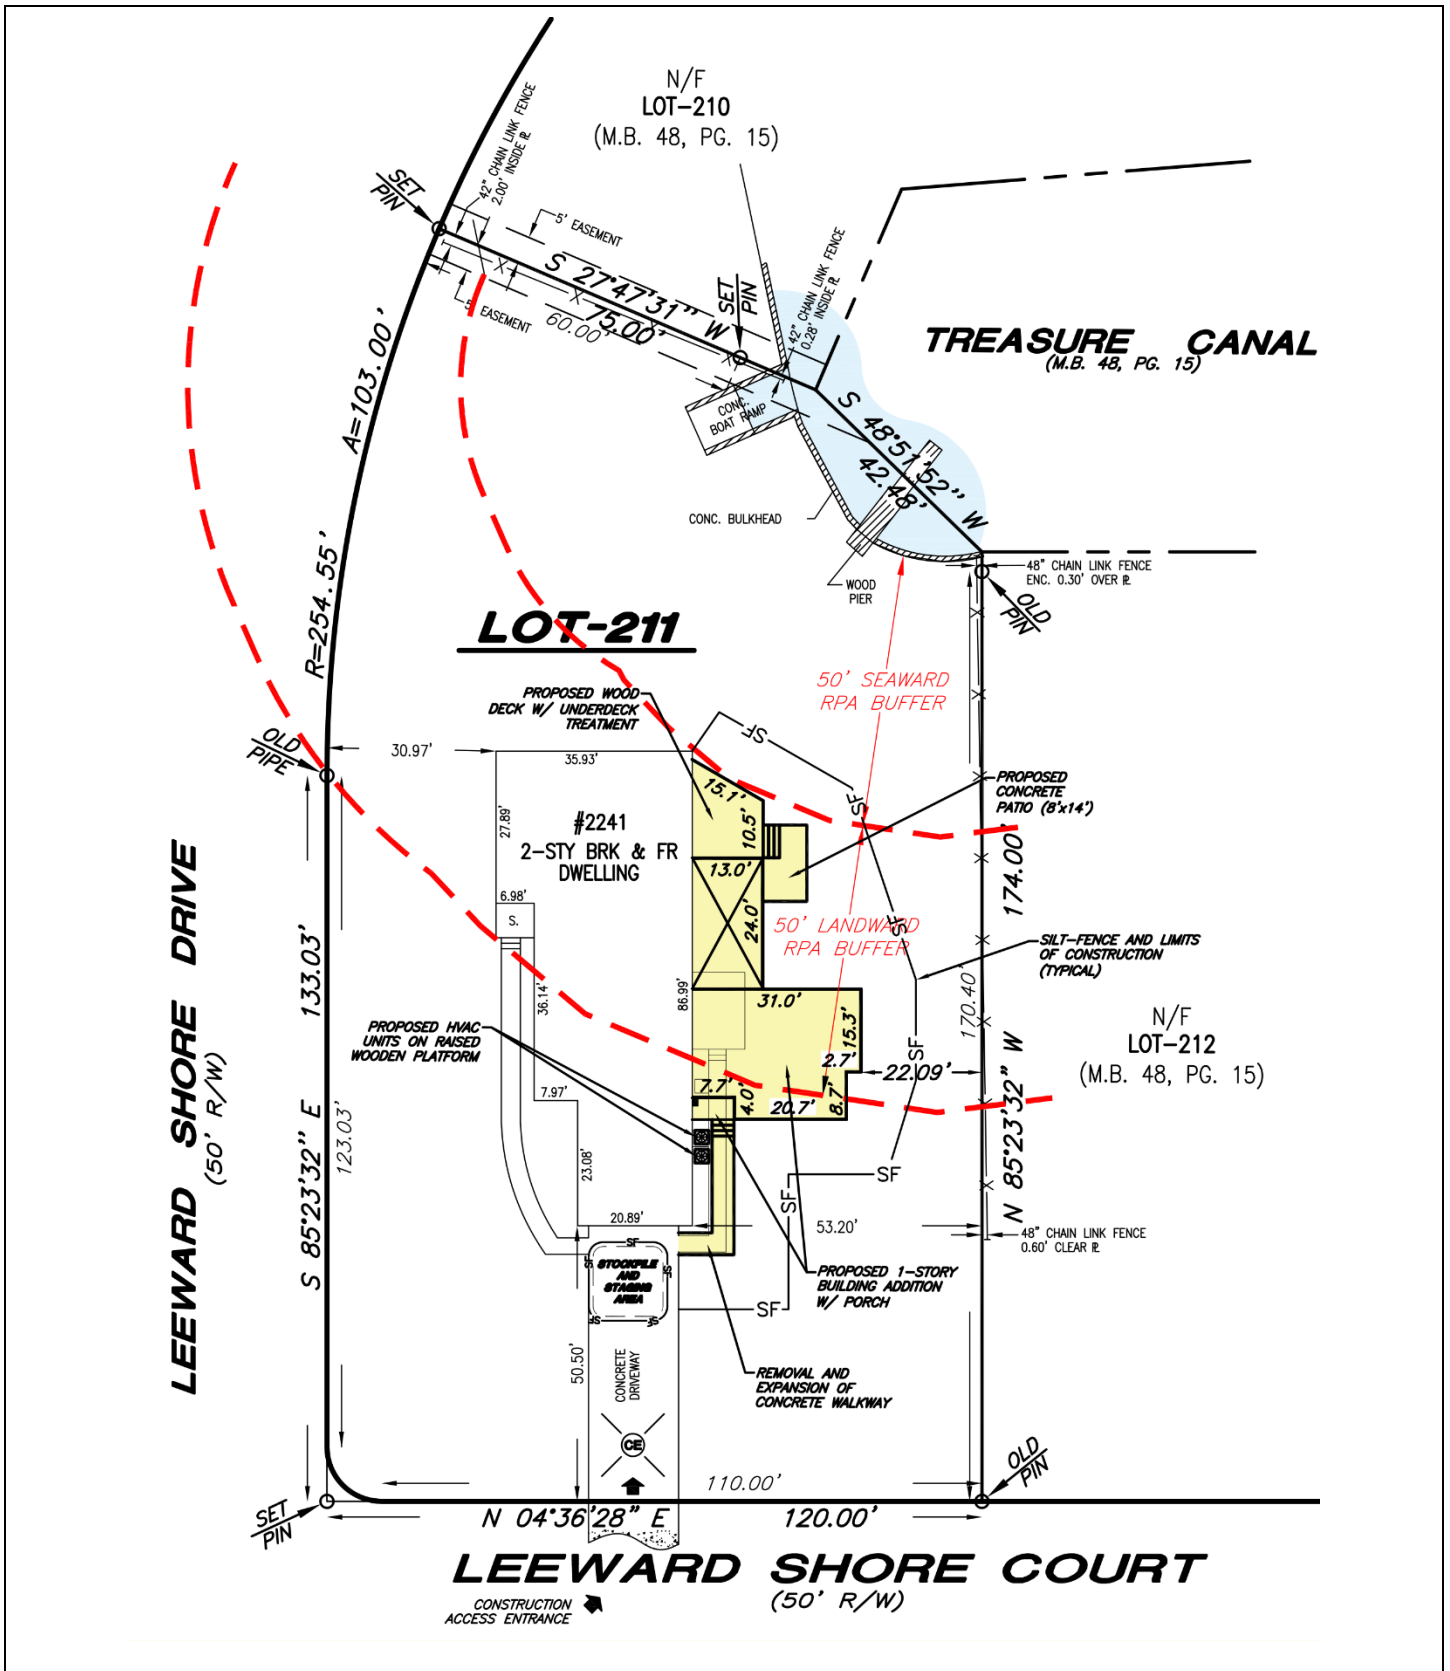 N/F
LOT-210
(M.B. 48, PG. 15)
42" CHAIN LINK FENCE
2.00' INSIDE ℞
SET
PIN
5' EASEMENT
S 27°47'31" W
75.00'
60.00'
5' EASEMENT
SET
PIN
42" CHAIN LINK FENCE
0.28' INSIDE ℞
TREASURE CANAL
(M.B. 48, PG. 15)
A=103.00'
R=254.55'
CONC.
BOAT RAMP
S 48°51'52" W
42.48'
CONC. BULKHEAD
WOOD
PIER
48" CHAIN LINK FENCE
ENC. 0.30' OVER ℞
OLD
PIN
LOT-211
50' SEAWARD
RPA BUFFER
PROPOSED WOOD
DECK W/ UNDERDECK
TREATMENT
SF
OLD
PIPE
30.97'
35.93'
15.1'
10.5'
SF
PROPOSED
CONCRETE
PATIO (8'x14')
27.89'
#2241
2-STY BRK & FR
DWELLING
13.0'
24.0'
174.00'
6.98'
S.
50' LANDWARD
RPA BUFFER
SF
SILT-FENCE AND LIMITS
OF CONSTRUCTION
(TYPICAL)
LEEWARD SHORE DRIVE
(50' R/W)
133.03'
S 85°23'32" E
123.03'
36.14'
86.99'
31.0'
15.3'
170.40'
PROPOSED HVAC
UNITS ON RAISED
WOODEN PLATFORM
2.7'
SF
22.09'
N/F
LOT-212
(M.B. 48, PG. 15)
7.97'
7.7'
4.0'
20.7'
8.7'
N 85°23'32" W
23.08'
SF
SF
20.89'
53.20'
48" CHAIN LINK FENCE
0.60' CLEAR ℞
SF
SF
SF
STOCKPILE
AND
STAGING
AREA
SF
SF
PROPOSED 1-STORY
BUILDING ADDITION
W/ PORCH
SF
50.50'
CONCRETE
DRIVEWAY
REMOVAL AND
EXPANSION OF
CONCRETE WALKWAY
CE
OLD
PIN
110.00'
SET
PIN
N 04°36'28" E
120.00'
LEEWARD SHORE COURT
(50' R/W)
CONSTRUCTION
ACCESS ENTRANCE